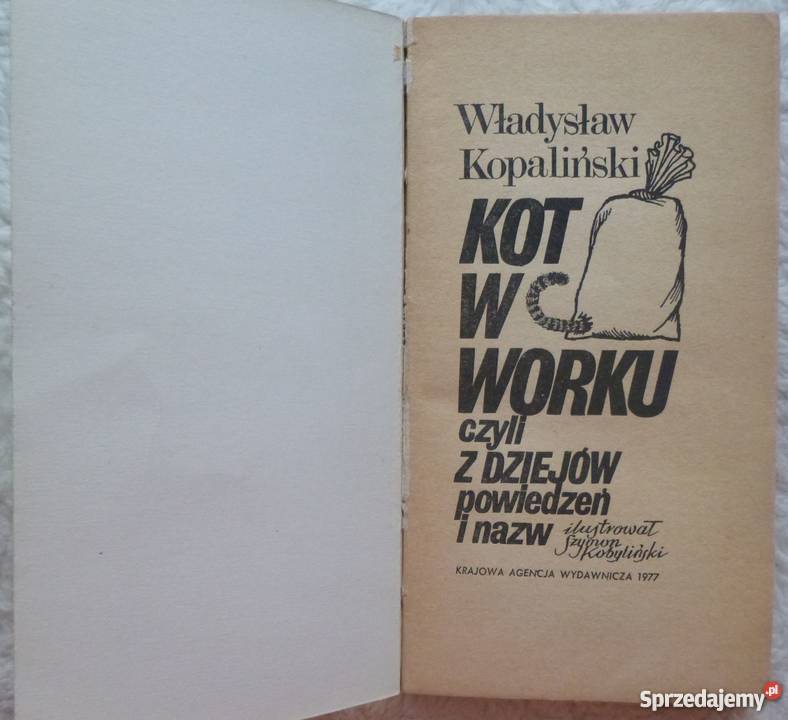 Władysław
Kopaliński
KOT
W
WORKU
czyli
Z DZIEJÓW
powiedzeń
i nazw
ilustrował
Szymon
Kobyliński
KRAJOWA AGENCJA WYDAWNICZA 1977
Sprzedajemy.pl